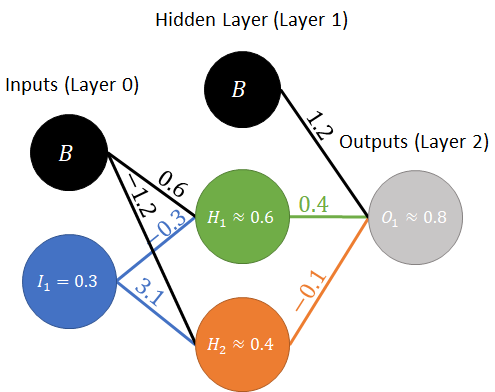 Hidden Layer (Layer 1)
Inputs (Layer 0)
B
1.2
Outputs (Layer 2)
B
0.6
−1.2
−0.3
H₁ ≈ 0.6
0.4
O₁ ≈ 0.8
I₁ = 0.3
3.1
−0.1
H₂ ≈ 0.4